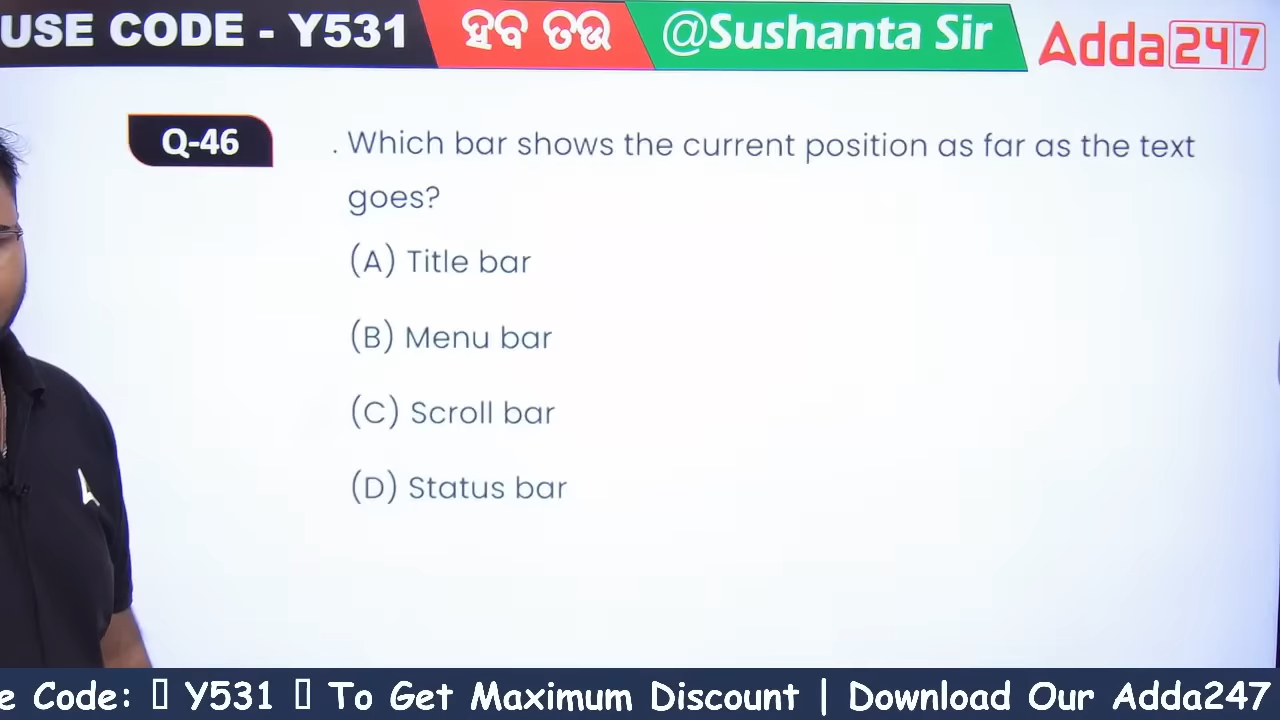 USE CODE - Y531 ହବ ତଉ @Sushanta Sir Adda247
Q-46
. Which bar shows the current position as far as the text
goes?
(A) Title bar
(B) Menu bar
(C) Scroll bar
(D) Status bar
e Code: Y531 To Get Maximum Discount | Download Our Adda247